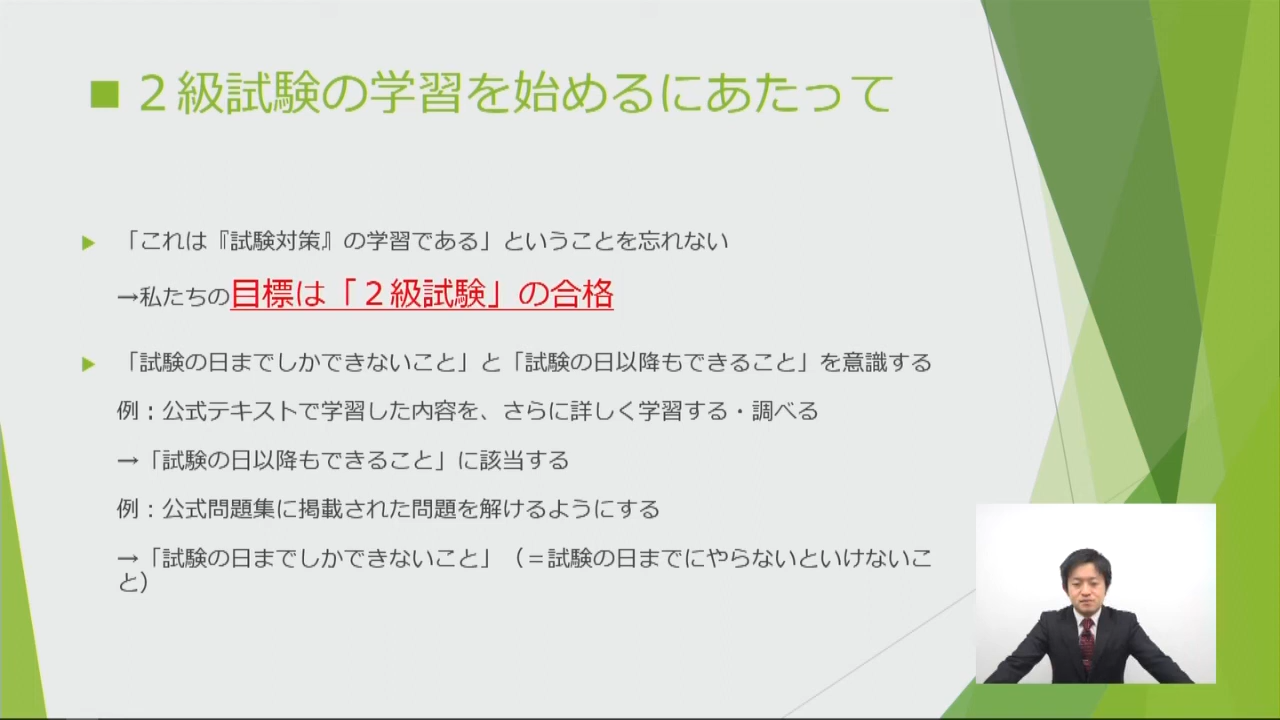 ■２級試験の学習を始めるにあたって
「これは『試験対策』の学習である」ということを忘れない
→私たちの目標は「２級試験」の合格
「試験の日までしかできないこと」と「試験の日以降もできること」を意識する
例：公式テキストで学習した内容を、さらに詳しく学習する・調べる
→「試験の日以降もできること」に該当する
例：公式問題集に掲載された問題を解けるようにする
→「試験の日までしかできないこと」（＝試験の日までにやらないといけないこ
と）